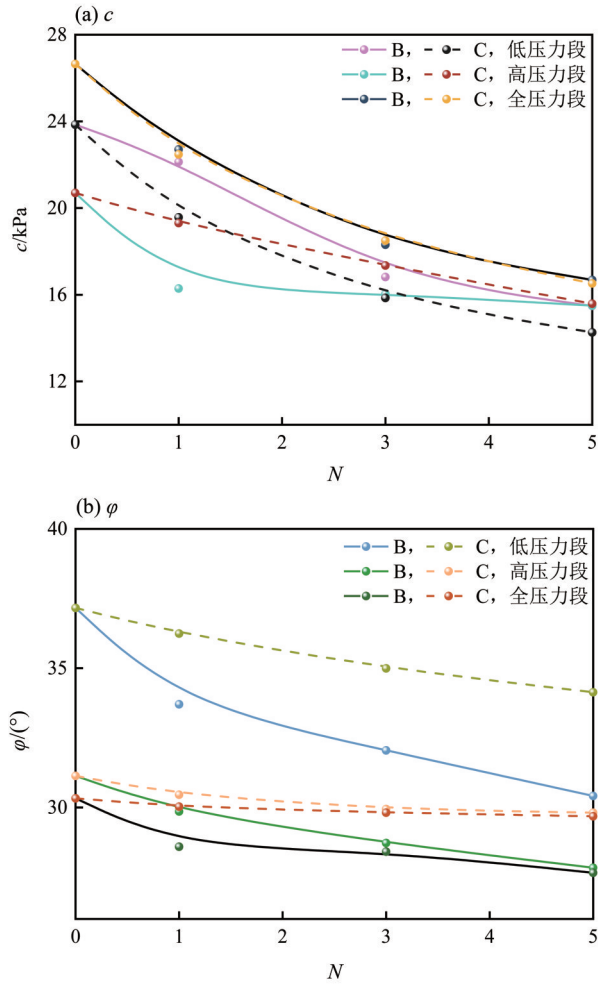 (a) c
28
24
20
16
12
c/kPa
B， C，低压力段
B， C，高压力段
B， C，全压力段
0 1 2 3 4 5
N
(b) φ
40
35
30
φ/(°)
B， C，低压力段
B， C，高压力段
B， C，全压力段
0 1 2 3 4 5
N